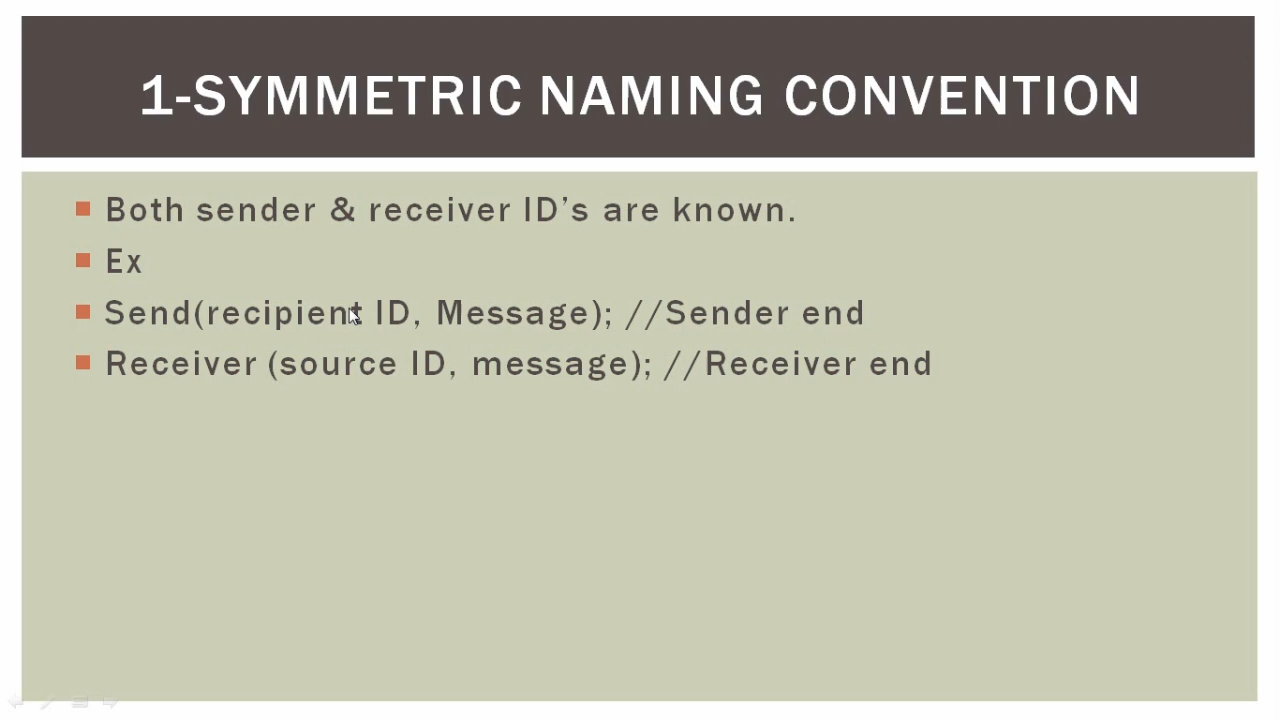 1-SYMMETRIC NAMING CONVENTION
Both sender & receiver ID’s are known.
Ex
Send(recipient ID, Message); //Sender end
Receiver (source ID, message); //Receiver end